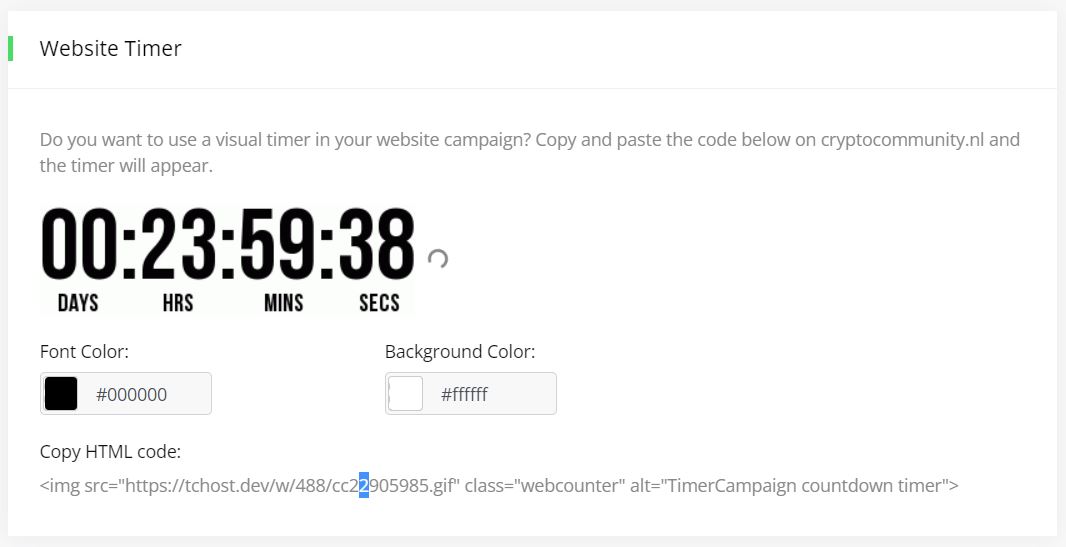 Website Timer
Do you want to use a visual timer in your website campaign? Copy and paste the code below on cryptocommunity.nl and
the timer will appear.
00:23:59:38
DAYS HRS MINS SECS
Font Color: Background Color:
#000000 #ffffff
Copy HTML code:
<img src="https://tchost.dev/w/488/cc22905985.gif" class="webcounter" alt="TimerCampaign countdown timer">